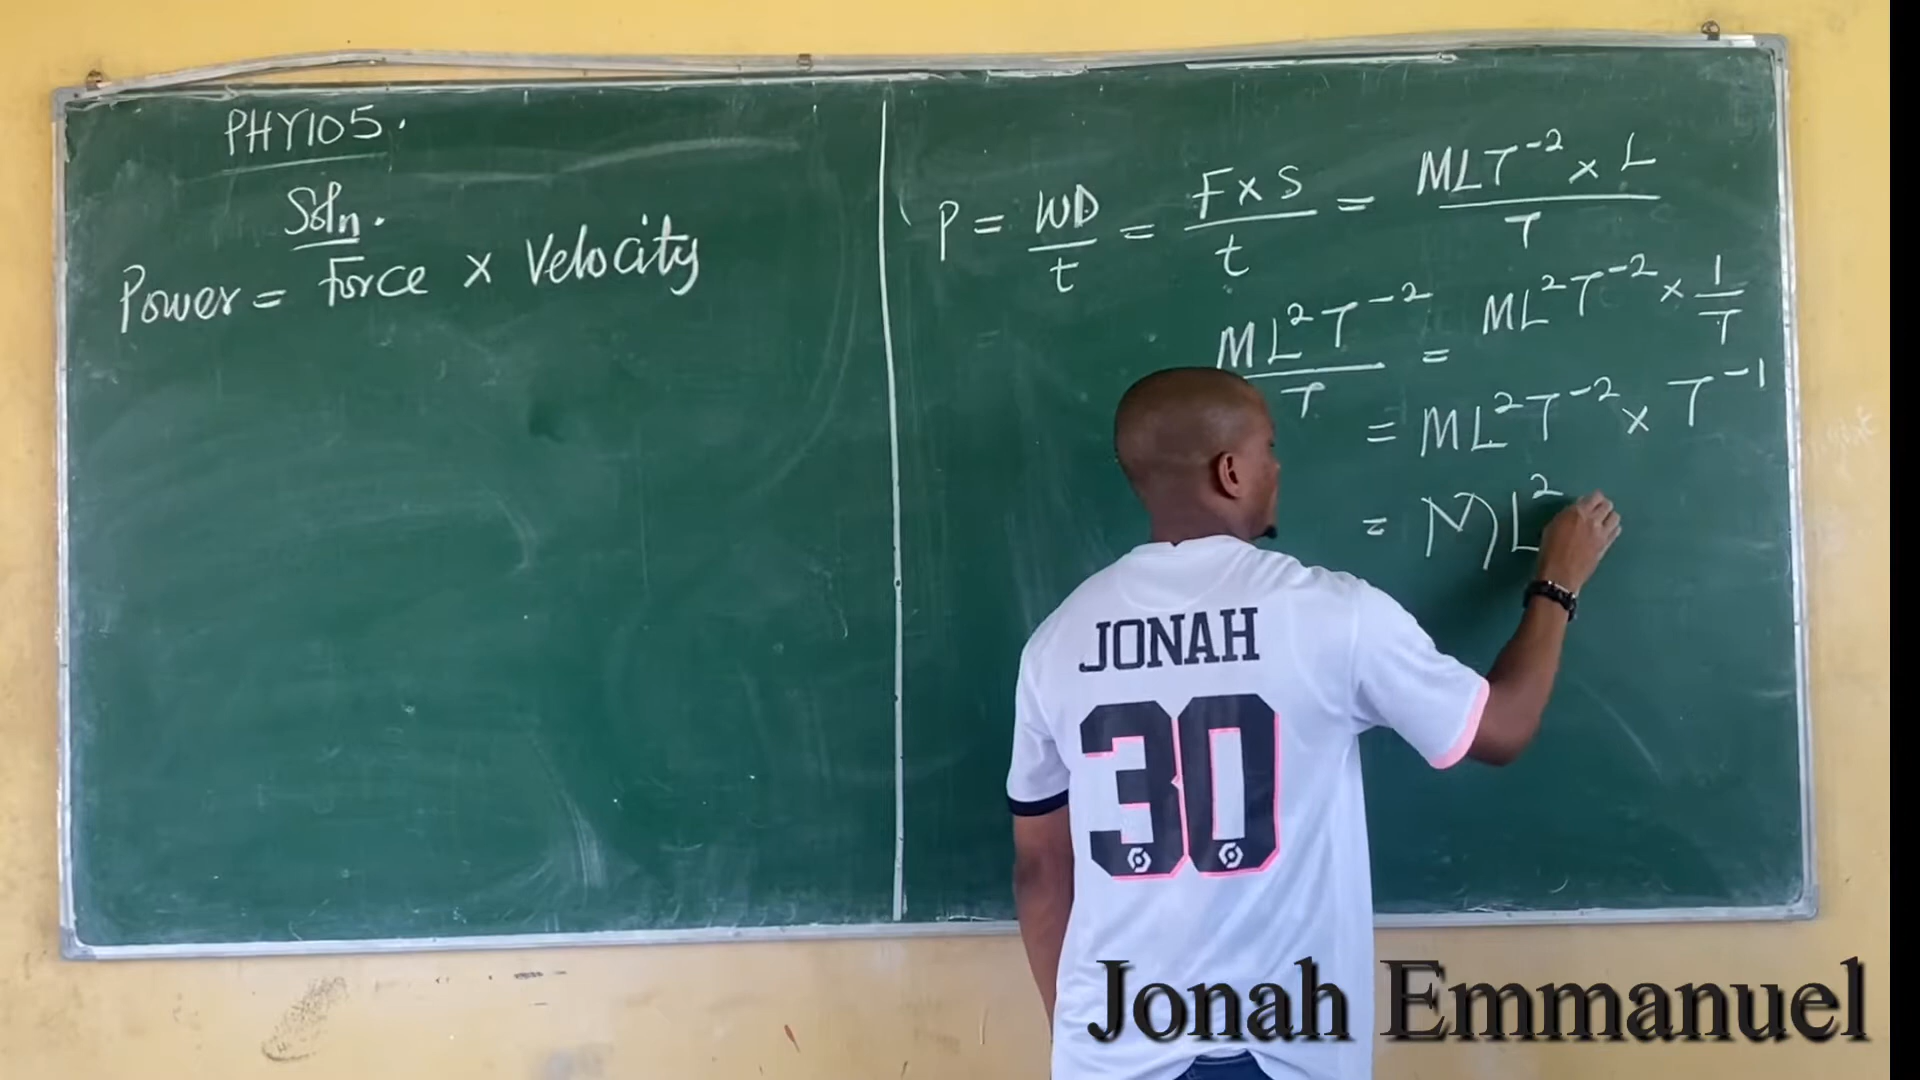 PHY105.
Soln.
Power = Force × Velocity
P = WD/t = F×S/t = MLT⁻² × L/T
ML²T⁻²/T = ML²T⁻² × 1/T
= ML²T⁻² × T⁻¹
= ML²
JONAH
30
Jonah Emmanuel